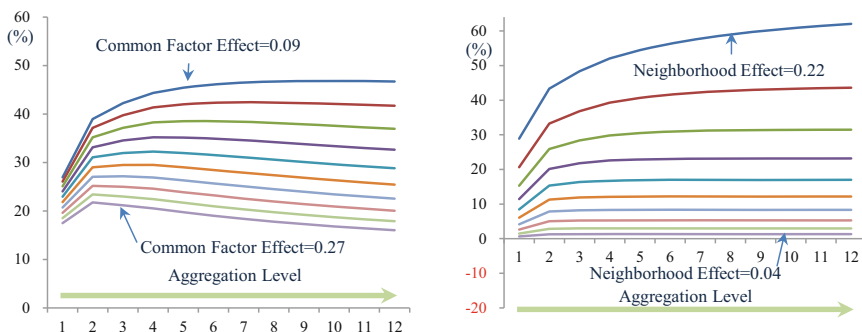 60
(%)
Common Factor Effect=0.09
50
40
30
20
Common Factor Effect=0.27
10
Aggregation Level
0
1 2 3 4 5 6 7 8 9 10 11 12
60
(%)
50
Neighborhood Effect=0.22
40
30
20
10
0
1 2 3 4 5 6 7 8 9 10 11 12
-10
Neighborhood Effect=0.04
Aggregation Level
-20